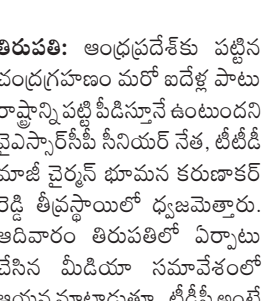 తిరుపతి: ఆంధ్రప్రదేశ్‌కు పట్టిన
చంద్రగ్రహణం మరో ఐదేళ్ల పాటు
రాష్ట్రాన్ని పట్టి పీడిస్తూనే ఉంటుందని
వైఎస్సార్‌సీపీ సీనియర్ నేత, టీటీడీ
మాజీ చైర్మన్ భూమన కరుణాకర్
రెడ్డి తీవ్రస్థాయిలో ధ్వజమెత్తారు.
ఆదివారం తిరుపతిలో ఏర్పాటు
చేసిన మీడియా సమావేశంలో
ఆయన మాట్లాడుతూ.. టీడీపీ అంటే